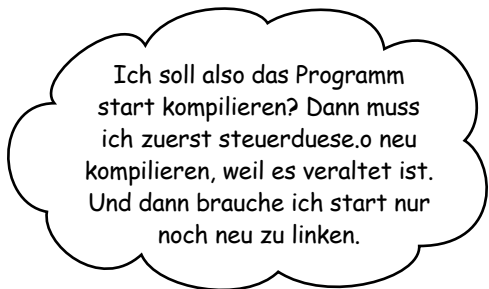 Ich soll also das Programm
start kompilieren? Dann muss
ich zuerst steuerduese.o neu
kompilieren, weil es veraltet ist.
Und dann brauche ich start nur
noch neu zu linken.